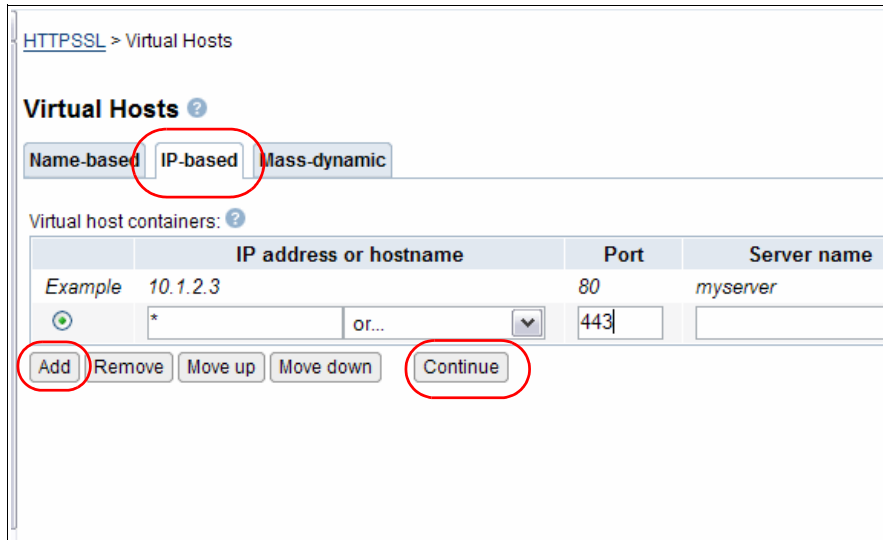 HTTPSSL > Virtual Hosts
Virtual Hosts ?
Name-based IP-based Mass-dynamic
Virtual host containers: ?
IP address or hostname Port Server name
Example 10.1.2.3 80 myserver
* or... 443
Add Remove Move up Move down Continue